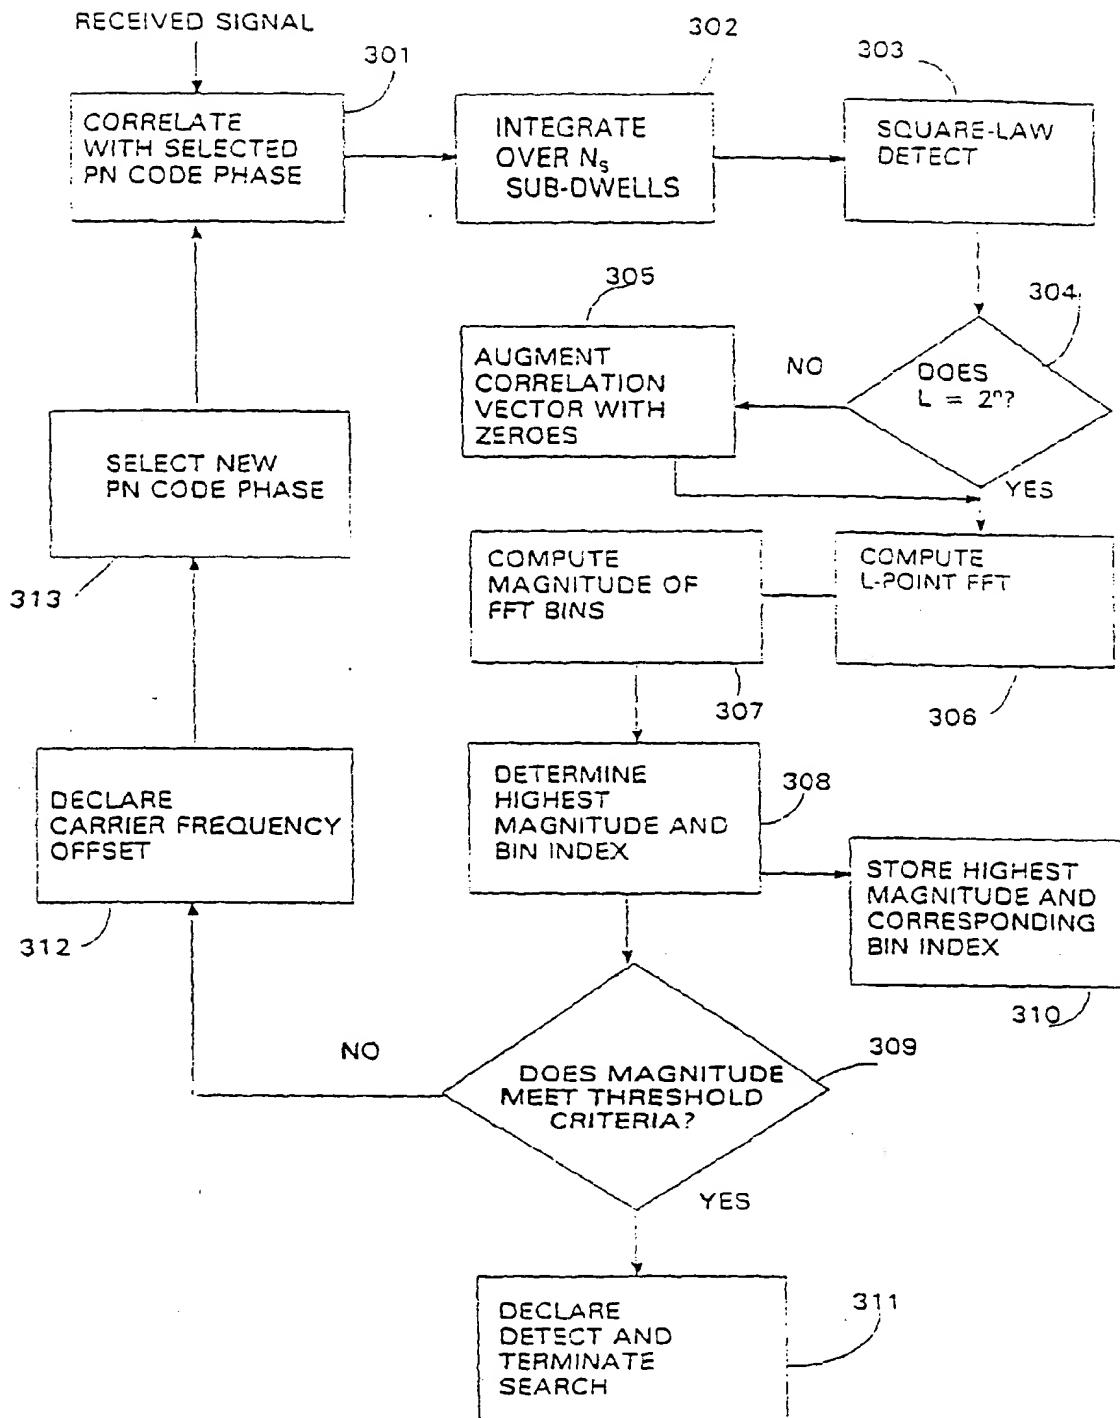 RECEIVED SIGNAL
301
CORRELATE
WITH SELECTED
PN CODE PHASE
302
INTEGRATE
OVER Ns
SUB-DWELLS
303
SQUARE-LAW
DETECT
304
DOES
L = 2ⁿ?
NO
YES
305
AUGMENT
CORRELATION
VECTOR WITH
ZEROES
COMPUTE
L-POINT FFT
306
COMPUTE
MAGNITUDE OF
FFT BINS
307
DETERMINE
HIGHEST
MAGNITUDE AND
BIN INDEX
308
STORE HIGHEST
MAGNITUDE AND
CORRESPONDING
BIN INDEX
310
DOES MAGNITUDE
MEET THRESHOLD
CRITERIA?
309
NO
YES
DECLARE
DETECT AND
TERMINATE
SEARCH
311
DECLARE
CARRIER FREQUENCY
OFFSET
312
SELECT NEW
PN CODE PHASE
313